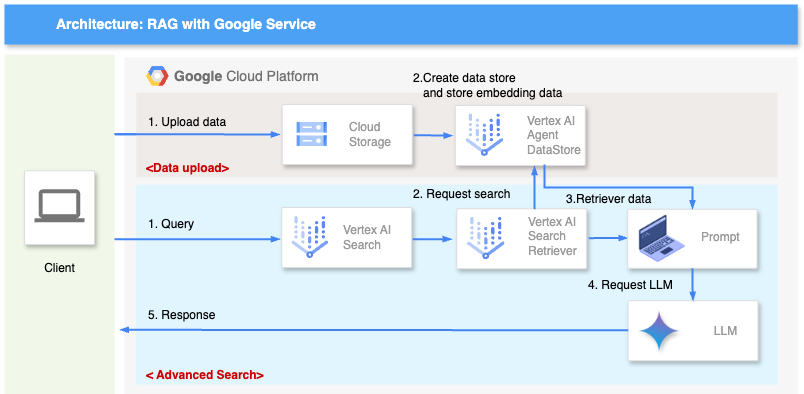 Architecture: RAG with Google Service
Google Cloud Platform
2.Create data store
and store embedding data
1. Upload data
Cloud
Storage
Vertex AI
Agent
DataStore
<Data upload>
2. Request search
3.Retriever data
1. Query
Vertex AI
Search
Vertex AI
Search
Retriever
Prompt
Client
4. Request LLM
5. Response
LLM
< Advanced Search>